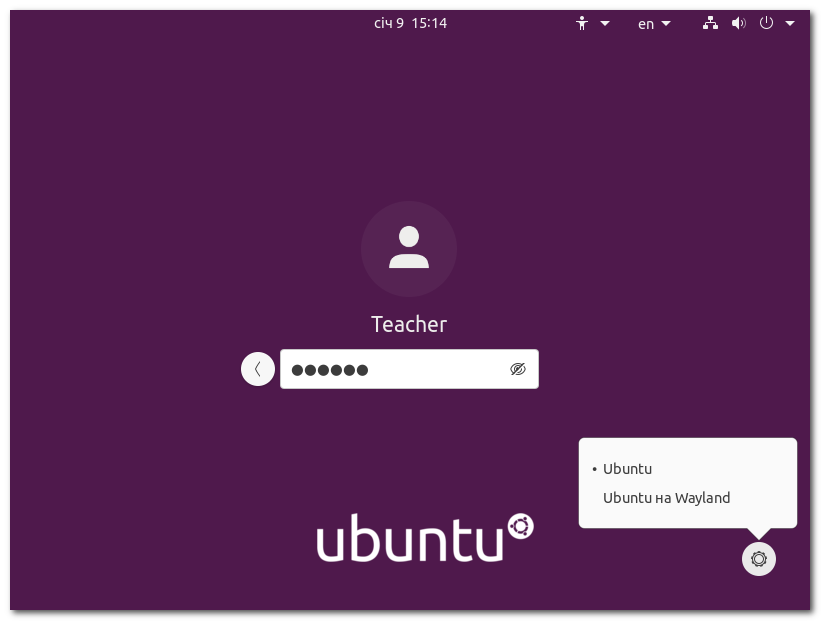 січ 9 15:14
en
Teacher
Ubuntu
Ubuntu на Wayland
ubuntu